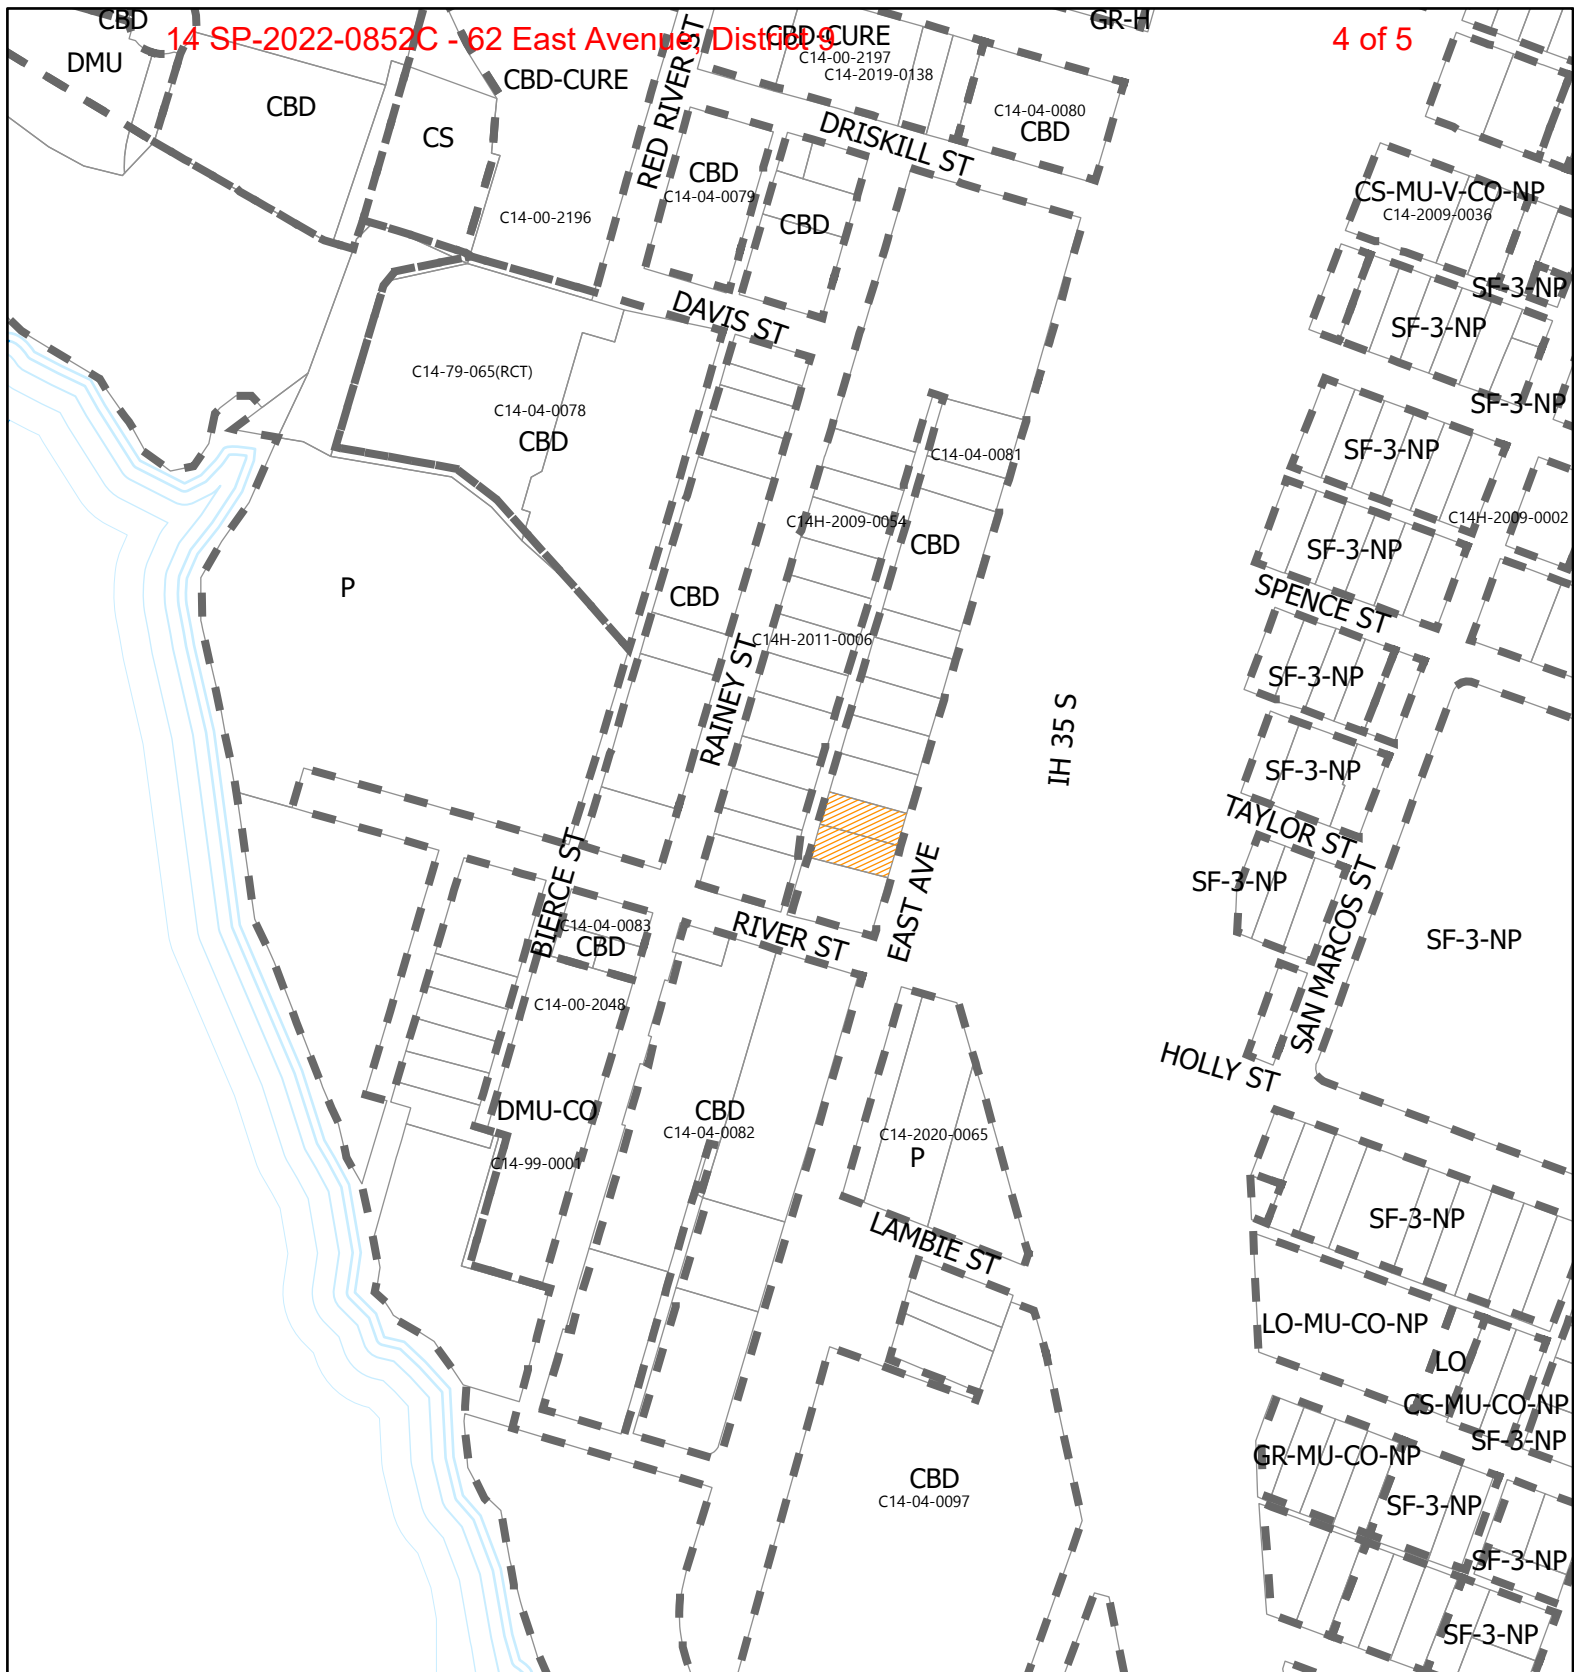 CBD
14 SP-2022-0852C - 62 East Avenue, District 9
4 of 5
GR-H
DMU
CBD-CURE
C14-00-2197
C14-2019-0138
CBD-CURE
CBD
CS
RED RIVER ST
C14-04-0080
CBD
DRISKILL ST
CBD
C14-04-0079
C14-00-2196
CBD
CS-MU-V-CO-NP
C14-2009-0036
SF-3-NP
SF-3-NP
DAVIS ST
C14-79-065(RCT)
C14-04-0078
CBD
SF-3-NP
SF-3-NP
C14-04-0081
C14H-2009-0054
CBD
C14H-2009-0002
SF-3-NP
P
CBD
SPENCE ST
C14H-2011-0006
RAINEY ST
SF-3-NP
IH 35 S
SF-3-NP
TAYLOR ST
SF-3-NP
BIERCE ST
EAST AVE
C14-04-0083
CBD
RIVER ST
SAN MARCOS ST
SF-3-NP
C14-00-2048
HOLLY ST
DMU-CO
CBD
C14-04-0082
C14-2020-0065
P
C14-99-0001
LAMBIE ST
SF-3-NP
LO-MU-CO-NP
LO
CS-MU-CO-NP
SF-3-NP
GR-MU-CO-NP
CBD
C14-04-0097
SF-3-NP
SF-3-NP
SF-3-NP